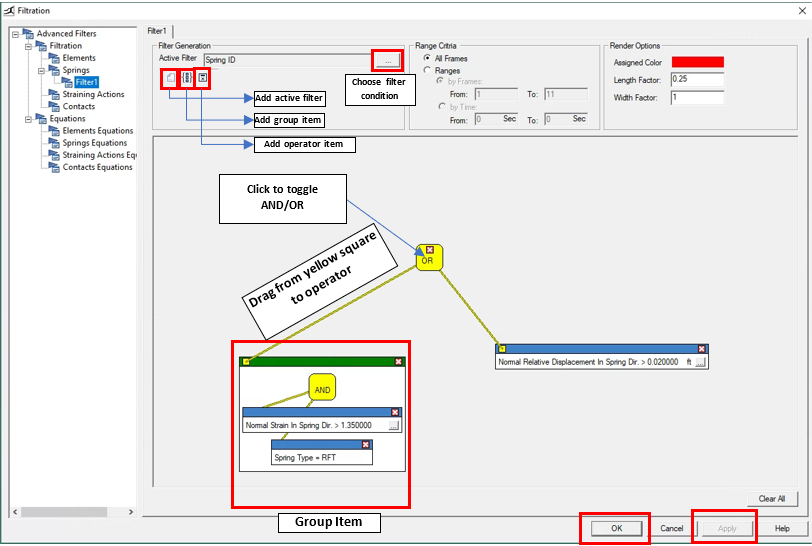 Filtration
Advanced Filters
Filtration
Elements
Springs
Filter1
Straining Actions
Contacts
Equations
Elements Equations
Springs Equations
Straining Actions Eq
Contacts Equations
Filter1
Filter Generation
Active Filter
Spring ID
...
Choose filter
condition
Add active filter
Add group item
Add operator item
Range Critria
All Frames
Ranges
by Frames:
From: 1 To: 11
by Time:
From: 0 Sec To: 0 Sec
Render Options
Assigned Color
Length Factor: 0.25
Width Factor: 1
Click to toggle
AND/OR
OR
Drag from yellow square
to operator
Normal Relative Displacement In Spring Dir. > 0.020000 ft ...
AND
Normal Strain In Spring Dir. > 1.350000 ...
Spring Type = RFT
Group Item
Clear All
OK
Cancel
Apply
Help